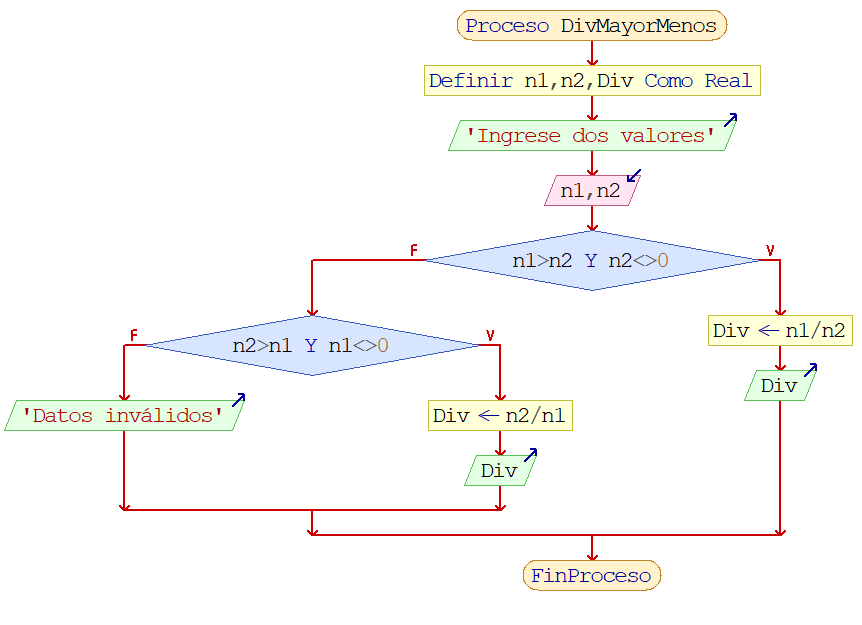 Proceso DivMayorMenos
Definir n1,n2,Div Como Real
'Ingrese dos valores'
n1,n2
F
V
n1>n2 Y n2<>0
F
V
n2>n1 Y n1<>0
Div ← n1/n2
Div
'Datos inválidos'
Div ← n2/n1
Div
FinProceso